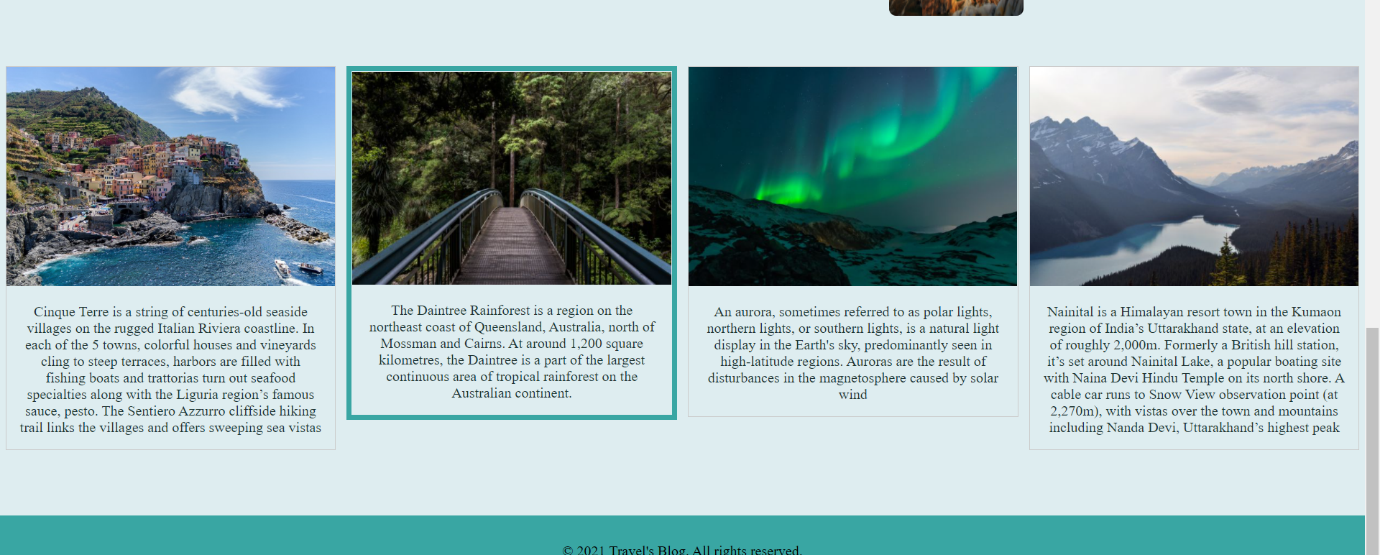 Cinque Terre is a string of centuries-old seaside
villages on the rugged Italian Riviera coastline. In
each of the 5 towns, colorful houses and vineyards
cling to steep terraces, harbors are filled with
fishing boats and trattorias turn out seafood
specialties along with the Liguria region’s famous
sauce, pesto. The Sentiero Azzurro cliffside hiking
trail links the villages and offers sweeping sea vistas
The Daintree Rainforest is a region on the
northeast coast of Queensland, Australia, north of
Mossman and Cairns. At around 1,200 square
kilometres, the Daintree is a part of the largest
continuous area of tropical rainforest on the
Australian continent.
An aurora, sometimes referred to as polar lights,
northern lights, or southern lights, is a natural light
display in the Earth's sky, predominantly seen in
high-latitude regions. Auroras are the result of
disturbances in the magnetosphere caused by solar
wind
Nainital is a Himalayan resort town in the Kumaon
region of India’s Uttarakhand state, at an elevation
of roughly 2,000m. Formerly a British hill station,
it’s set around Nainital Lake, a popular boating site
with Naina Devi Hindu Temple on its north shore. A
cable car runs to Snow View observation point (at
2,270m), with vistas over the town and mountains
including Nanda Devi, Uttarakhand’s highest peak
© 2021 Travel's Blog. All rights reserved.